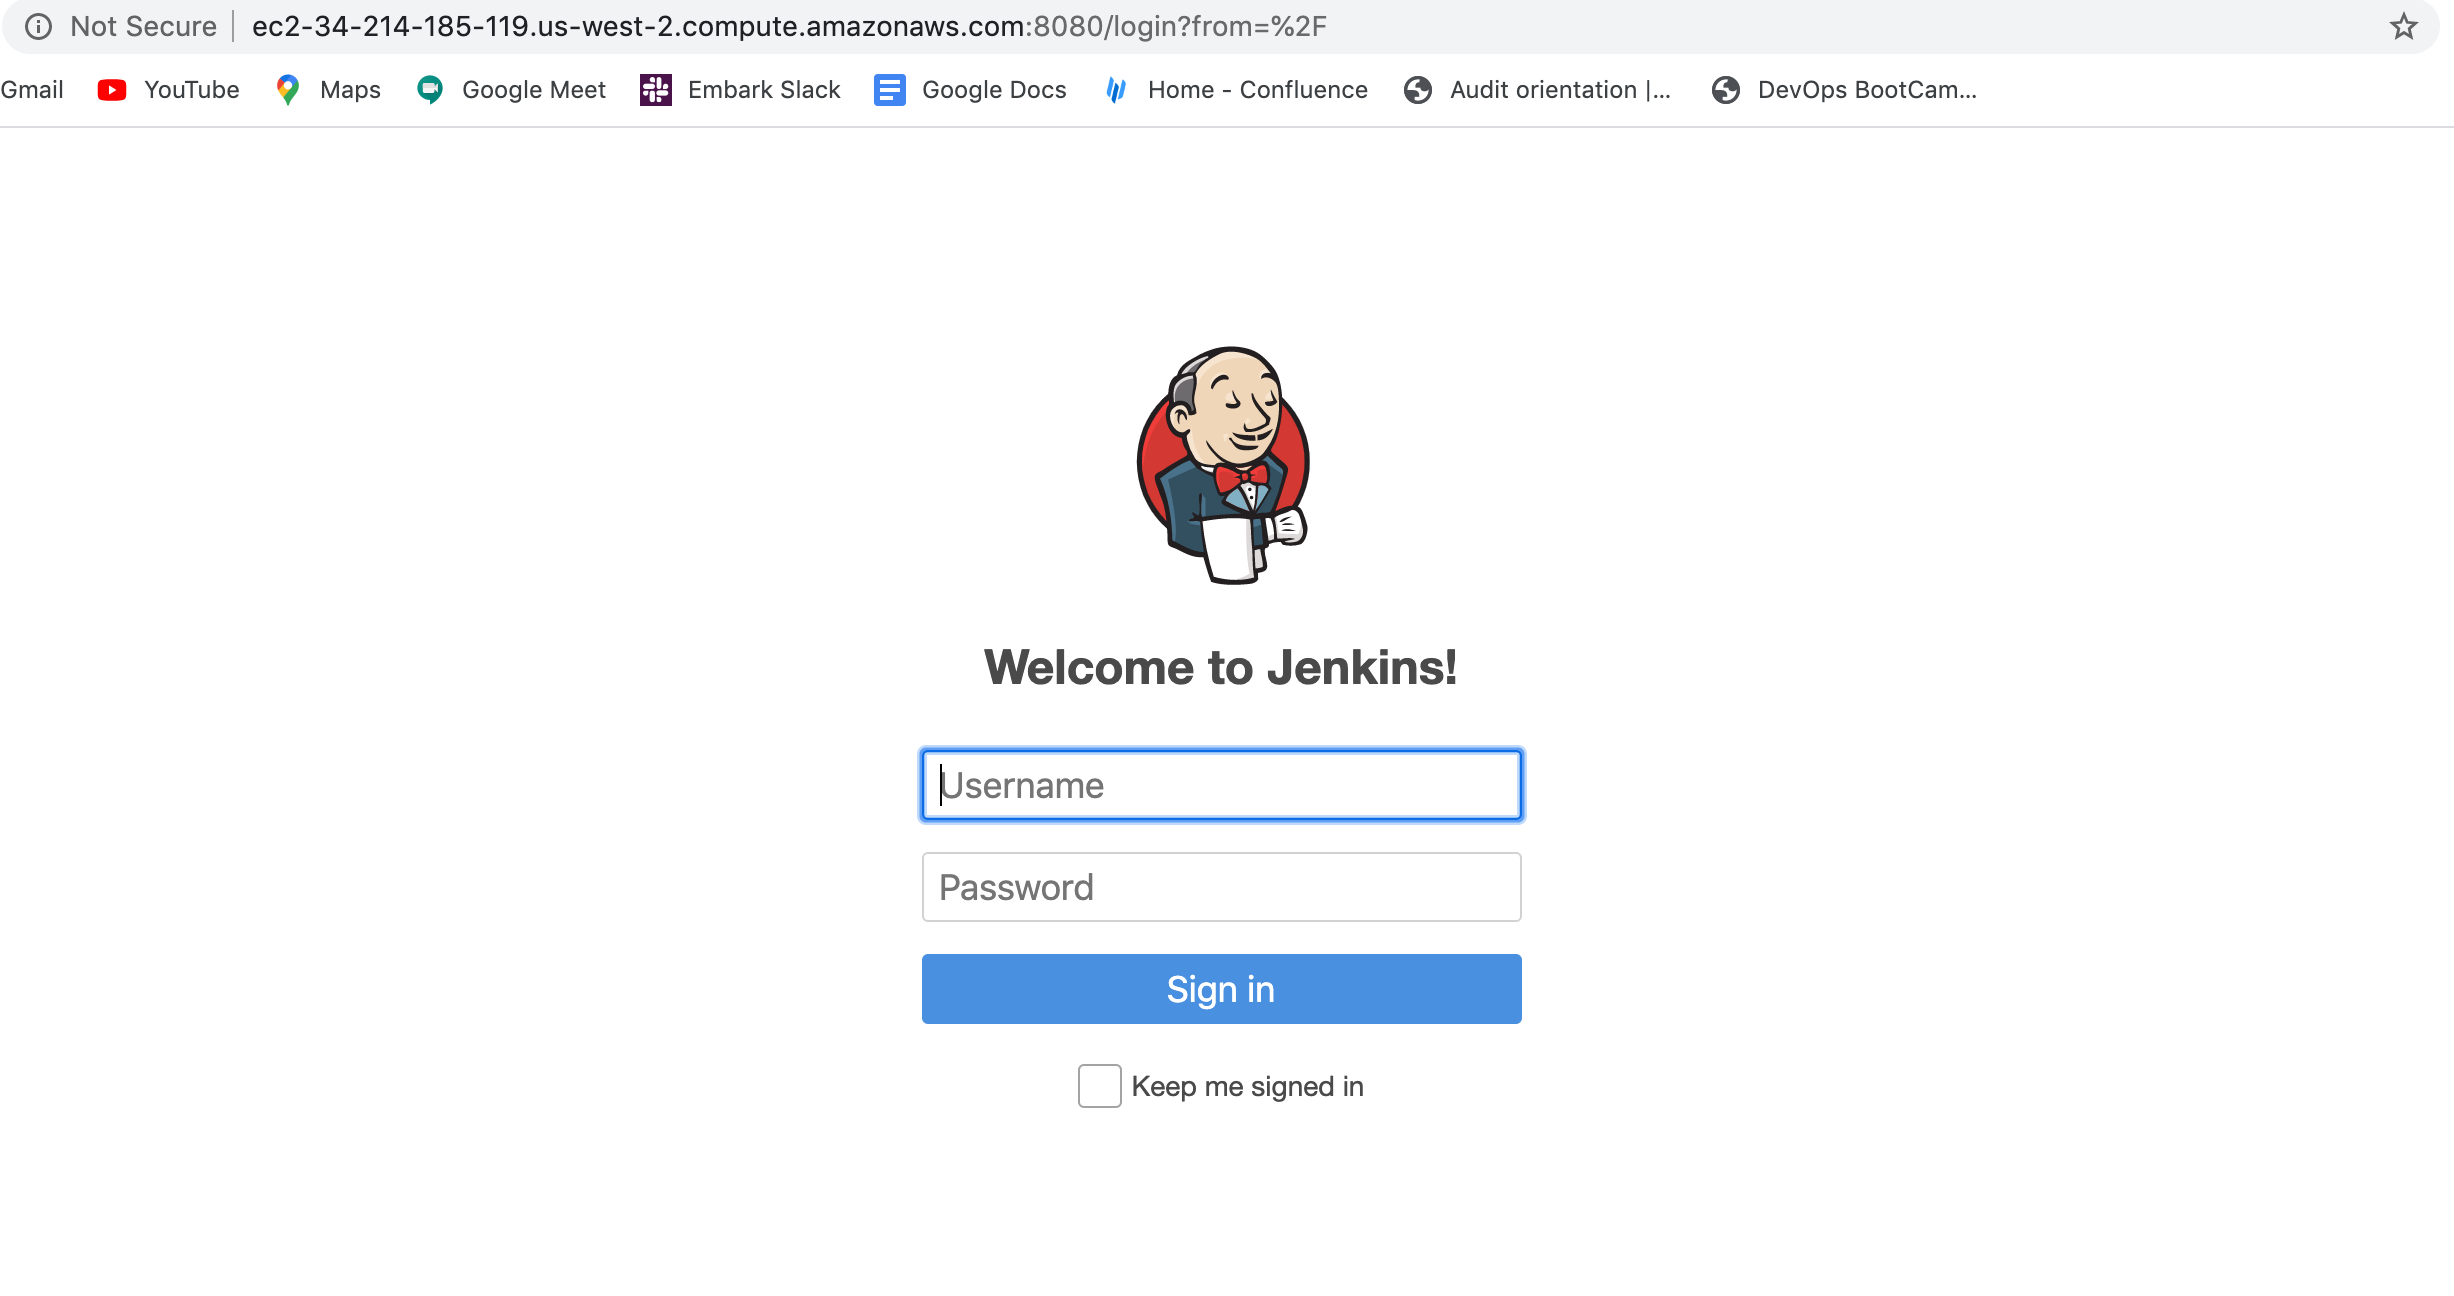 Not Secure ec2-34-214-185-119.us-west-2.compute.amazonaws.com:8080/login?from=%2F
Gmail YouTube Maps Google Meet Embark Slack Google Docs Home - Confluence Audit orientation |... DevOps BootCam...
Welcome to Jenkins!
Username
Password
Sign in
Keep me signed in